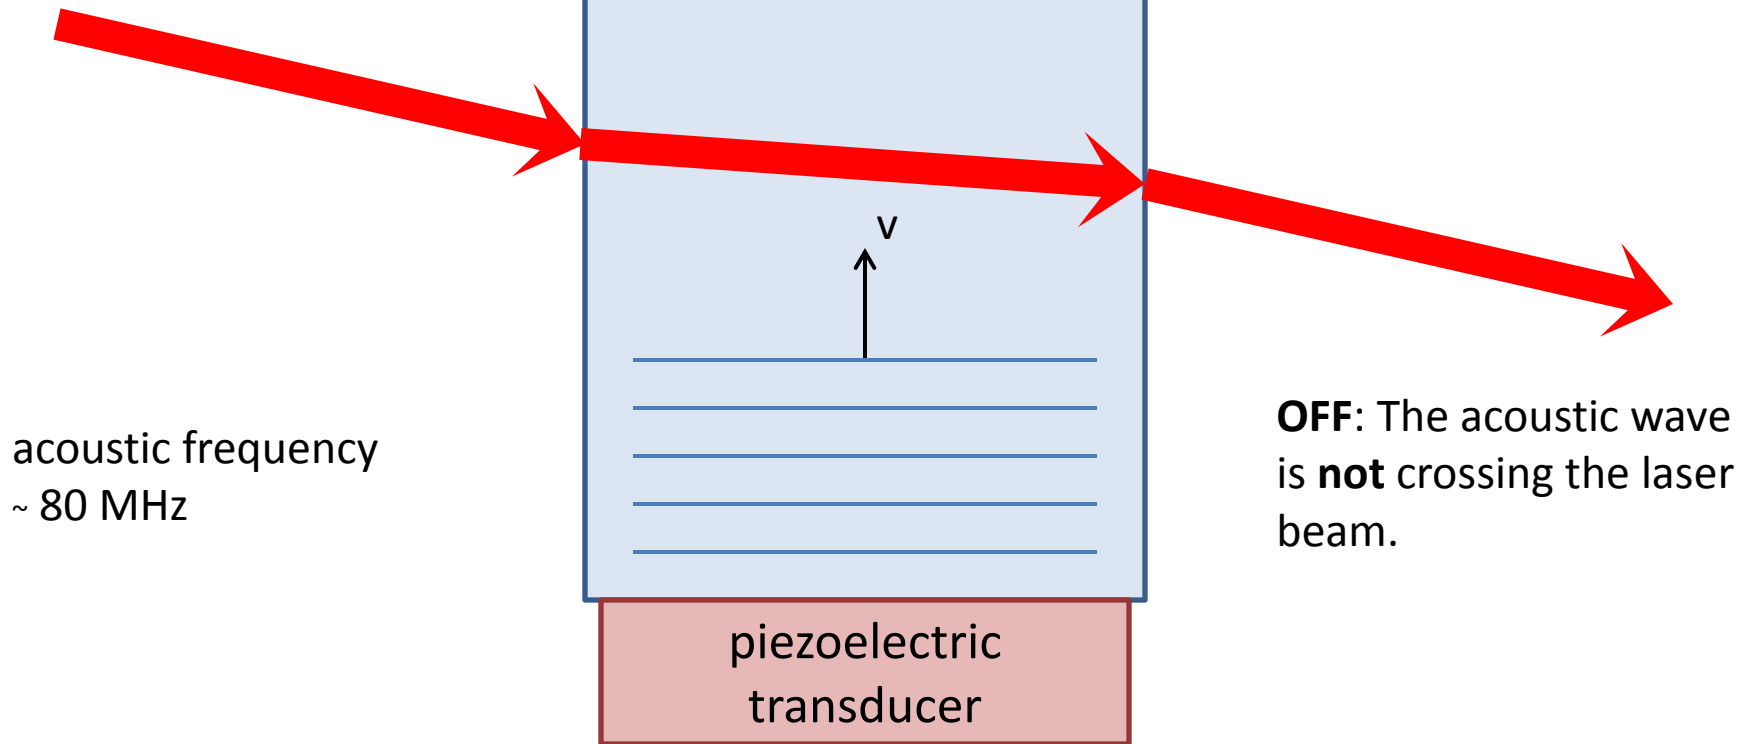 v
acoustic frequency
~ 80 MHz
OFF: The acoustic wave
is not crossing the laser
beam.
piezoelectric
transducer